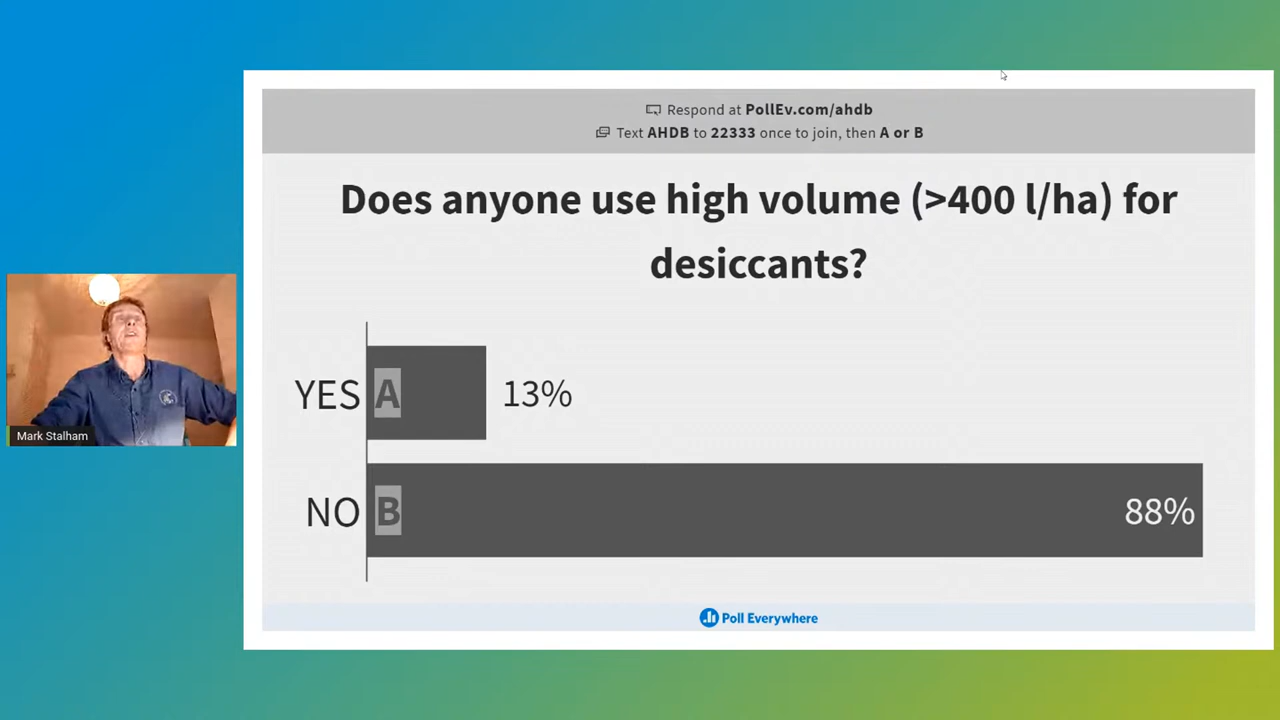 Respond at PollEv.com/ahdb
Text AHDB to 22333 once to join, then A or B
Does anyone use high volume (>400 l/ha) for
desiccants?
YES A 13%
NO B 88%
Mark Stalham
Poll Everywhere